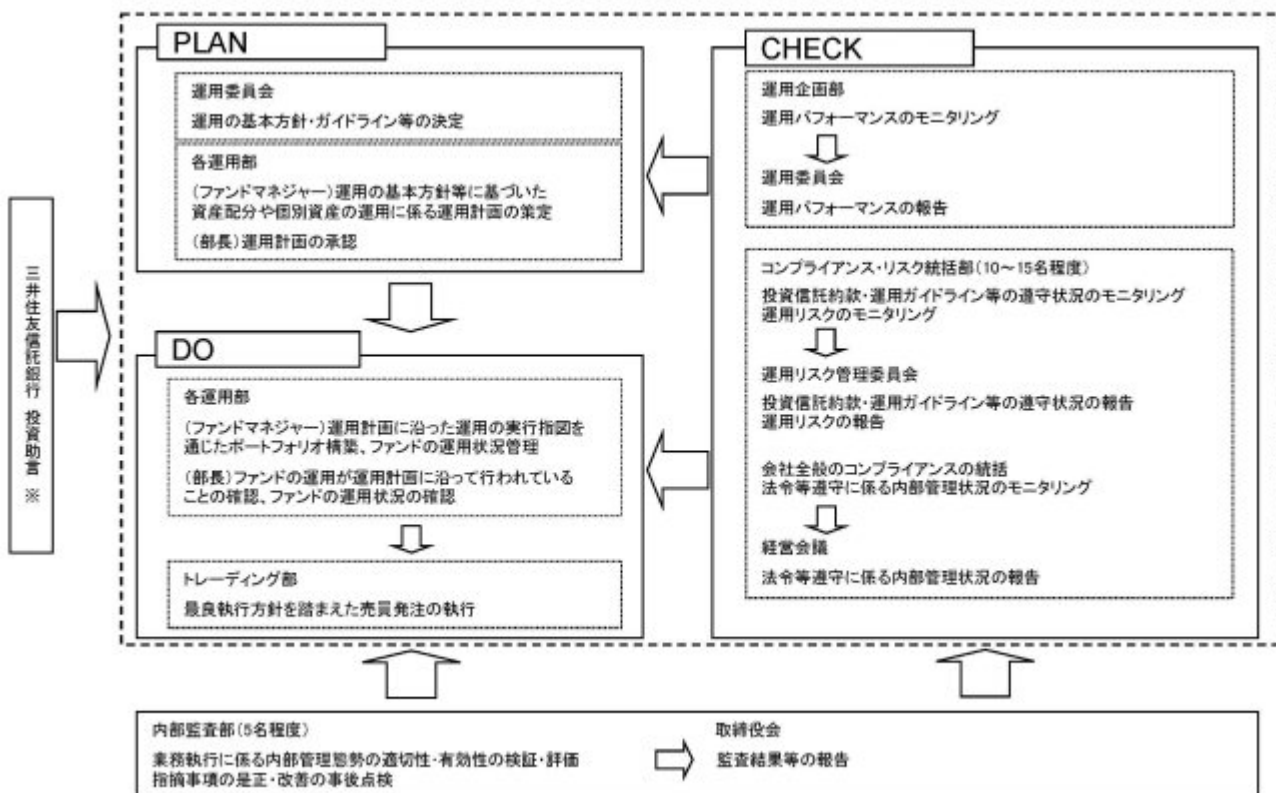 PLAN
運用委員会
運用の基本方針・ガイドライン等の決定
各運用部
(ファンドマネジャー)運用の基本方針等に基づいた
資産配分や個別資産の運用に係る運用計画の策定
(部長)運用計画の承認
DO
各運用部
(ファンドマネジャー)運用計画に沿った運用の実行指図を
通じたポートフォリオ構築、ファンドの運用状況管理
(部長)ファンドの運用が運用計画に沿って行われている
ことの確認、ファンドの運用状況の確認
トレーディング部
最良執行方針を踏まえた売買発注の執行
CHECK
運用企画部
運用パフォーマンスのモニタリング
運用委員会
運用パフォーマンスの報告
コンプライアンス・リスク統括部(10～15名程度)
投資信託約款・運用ガイドライン等の遵守状況のモニタリング
運用リスクのモニタリング
運用リスク管理委員会
投資信託約款・運用ガイドライン等の遵守状況の報告
運用リスクの報告
会社全般のコンプライアンスの統括
法令等遵守に係る内部管理状況のモニタリング
経営会議
法令等遵守に係る内部管理状況の報告
三井住友信託銀行 投資助言 ※
内部監査部(5名程度)
業務執行に係る内部管理態勢の適切性・有効性の検証・評価
指摘事項の是正・改善の事後点検
取締役会
監査結果等の報告